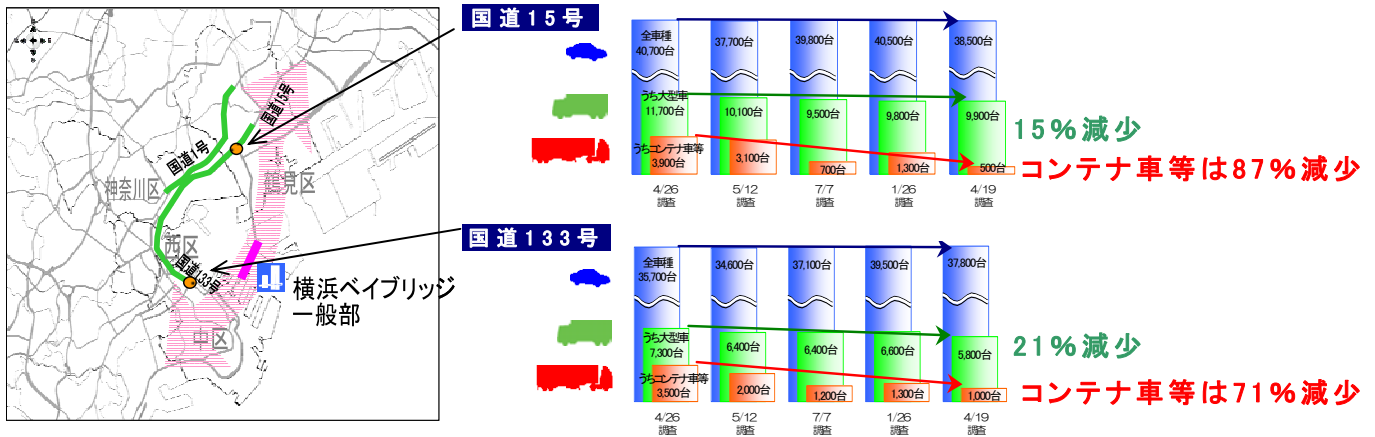 国道1号
国道15号
神奈川区
鶴見区
西区
国道133号
中区
横浜ベイブリッジ
一般部
国道15号
全車種
40,700台
37,700台
39,800台
40,500台
38,500台
うち大型車
11,700台
10,100台
9,500台
9,800台
9,900台
うちコンテナ車等
3,900台
3,100台
700台
1,300台
500台
4/26
調査
5/12
調査
7/7
調査
1/26
調査
4/19
調査
15%減少
コンテナ車等は87%減少
国道133号
全車種
35,700台
34,600台
37,100台
39,500台
37,800台
うち大型車
7,300台
6,400台
6,400台
6,600台
5,800台
うちコンテナ車等
3,500台
2,000台
1,200台
1,300台
1,000台
4/26
調査
5/12
調査
7/7
調査
1/26
調査
4/19
調査
21%減少
コンテナ車等は71%減少